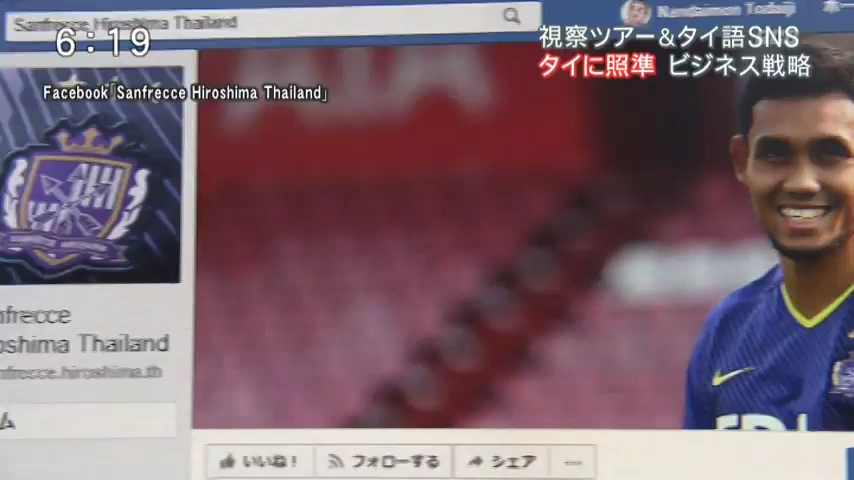 Sanfrecce Hiroshima Thailand
6:19
視察ツアー&タイ語SNS
タイに照準 ビジネス戦略
Facebook「Sanfrecce Hiroshima Thailand」
nfrecce
oshima Thailand
nfrecce.hiroshima.th
いいね!
フォローする
シェア